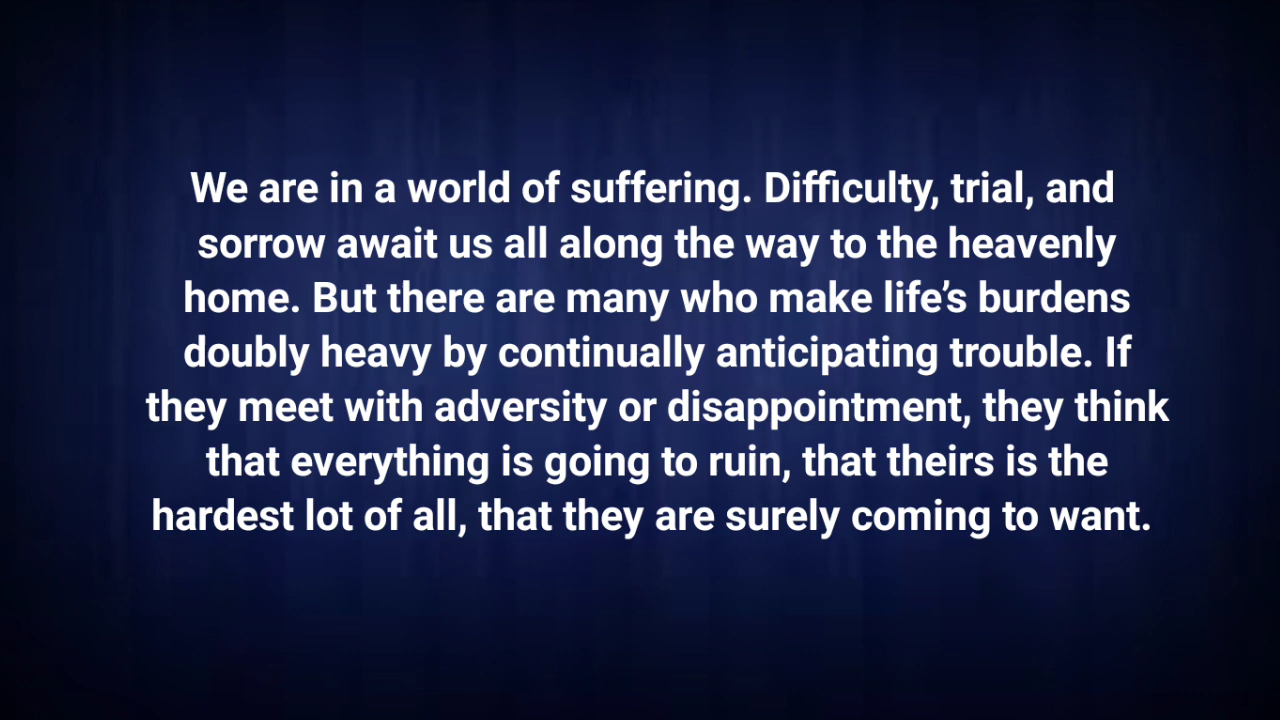 We are in a world of suffering. Difficulty, trial, and
sorrow await us all along the way to the heavenly
home. But there are many who make life’s burdens
doubly heavy by continually anticipating trouble. If
they meet with adversity or disappointment, they think
that everything is going to ruin, that theirs is the
hardest lot of all, that they are surely coming to want.